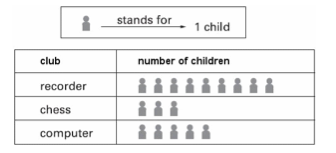 stands for
1 child
club number of children
recorder
chess
computer